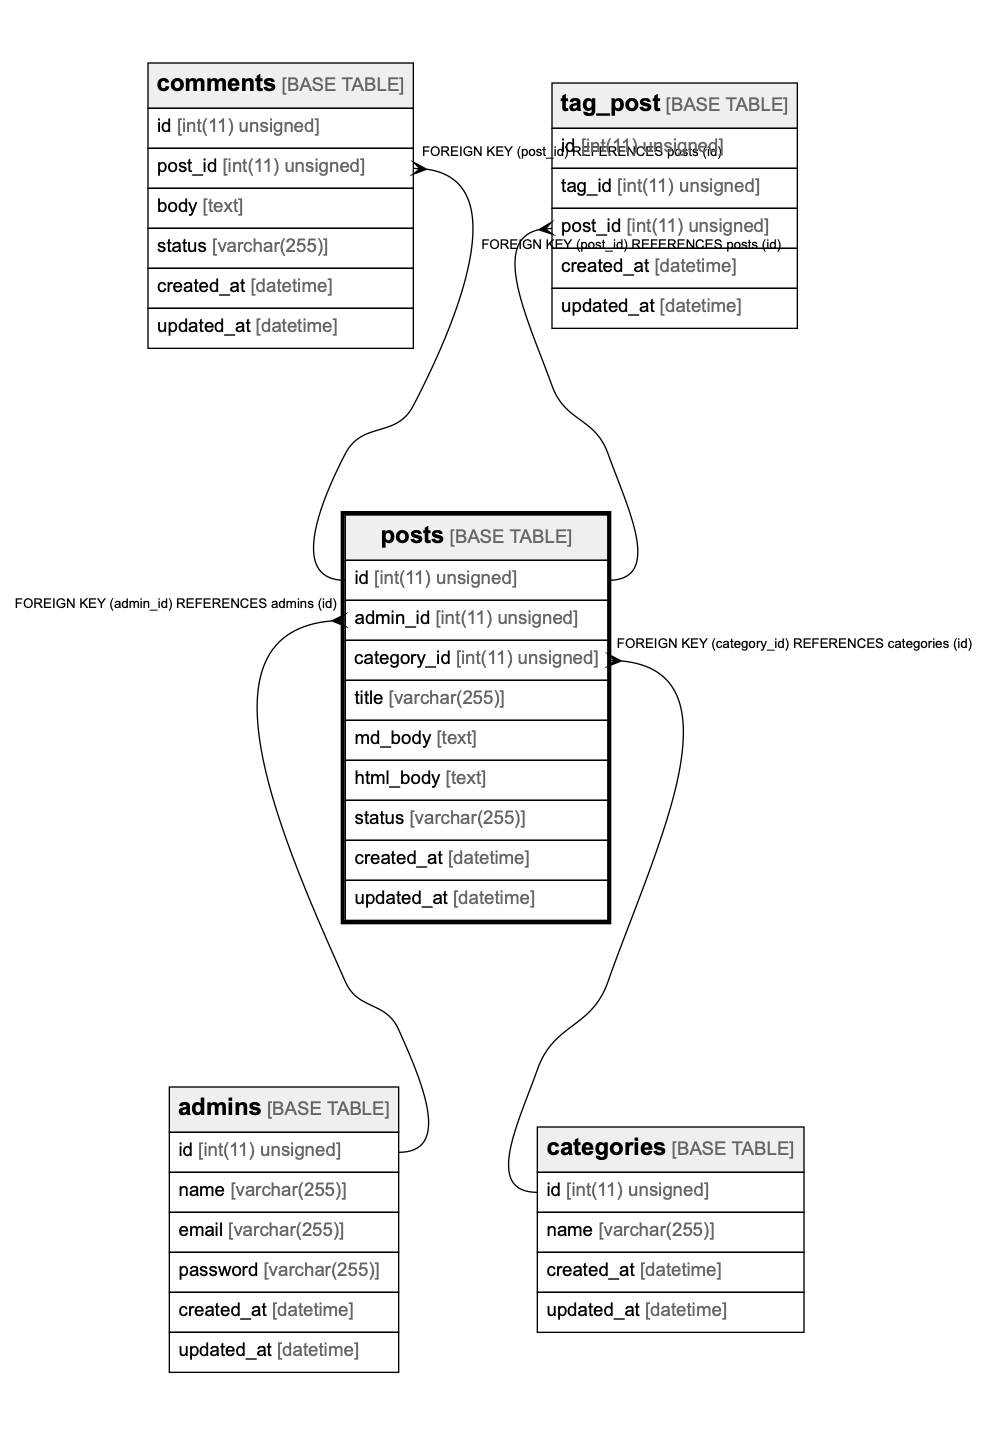 comments [BASE TABLE]
id [int(11) unsigned]
post_id [int(11) unsigned]
body [text]
status [varchar(255)]
created_at [datetime]
updated_at [datetime]
FOREIGN KEY (post_id) REFERENCES posts (id)
tag_post [BASE TABLE]
id [int(11) unsigned]
tag_id [int(11) unsigned]
post_id [int(11) unsigned]
created_at [datetime]
updated_at [datetime]
FOREIGN KEY (post_id) REFERENCES posts (id)
posts [BASE TABLE]
id [int(11) unsigned]
admin_id [int(11) unsigned]
category_id [int(11) unsigned]
title [varchar(255)]
md_body [text]
html_body [text]
status [varchar(255)]
created_at [datetime]
updated_at [datetime]
FOREIGN KEY (admin_id) REFERENCES admins (id)
FOREIGN KEY (category_id) REFERENCES categories (id)
admins [BASE TABLE]
id [int(11) unsigned]
name [varchar(255)]
email [varchar(255)]
password [varchar(255)]
created_at [datetime]
updated_at [datetime]
categories [BASE TABLE]
id [int(11) unsigned]
name [varchar(255)]
created_at [datetime]
updated_at [datetime]